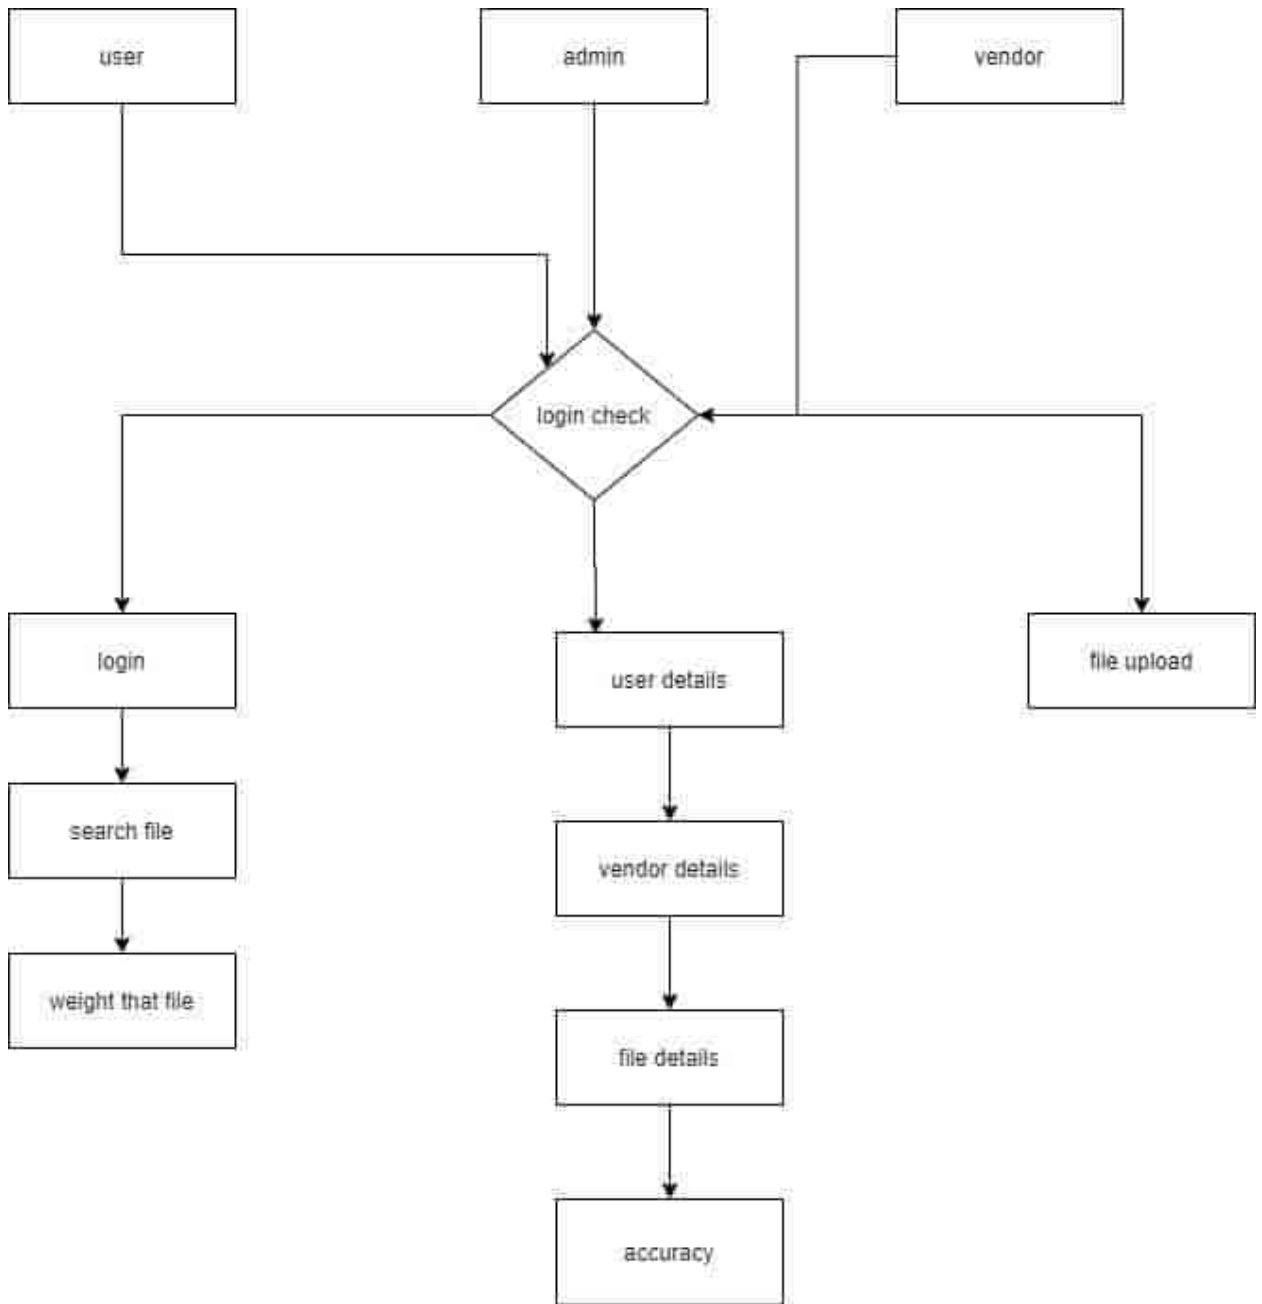 user
admin
vendor
login check
login
user details
file upload
search file
vendor details
weight that file
file details
accuracy